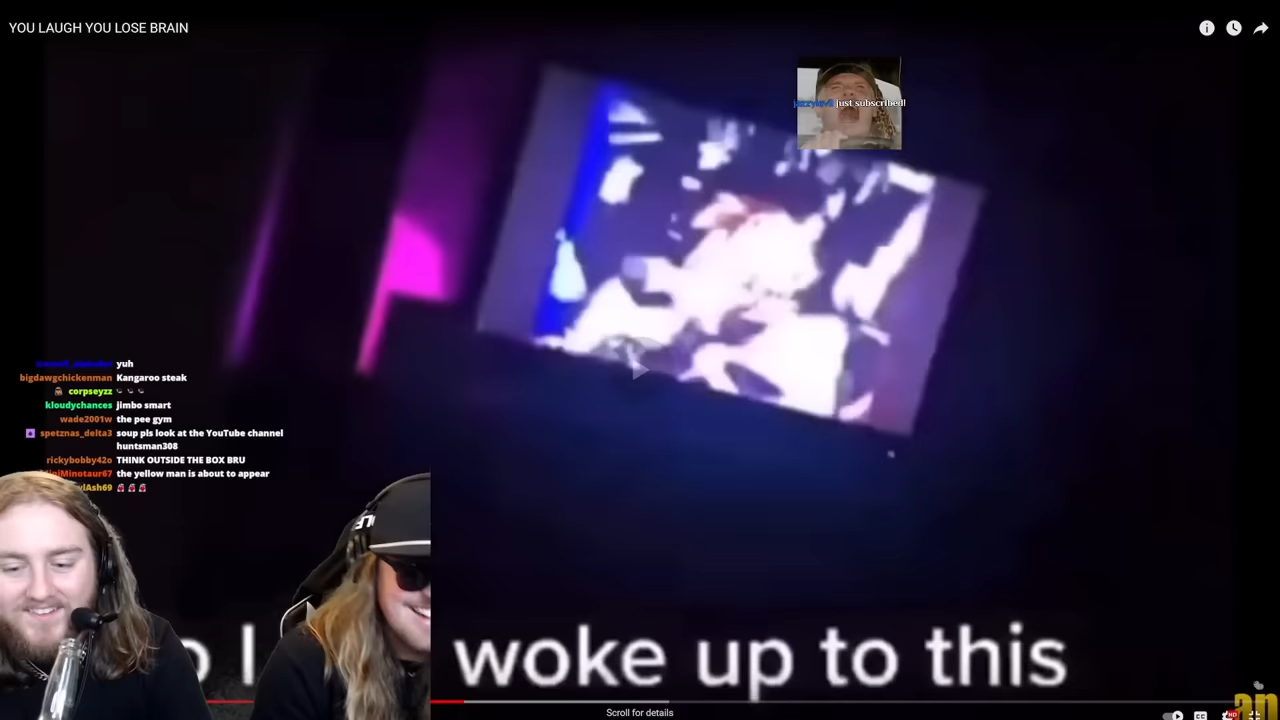 YOU LAUGH YOU LOSE BRAIN
just subscribed!
yuh
bigdawgchickenman Kangaroo steak
corpseyzz
kloudychances jimbo smart
wade2001w the pee gym
spetznas_delta3 soup pls look at the YouTube channel
huntsman308
rickybobby42o THINK OUTSIDE THE BOX BRU
the yellow man is about to appear
woke up to this
Scroll for details
CC
HD